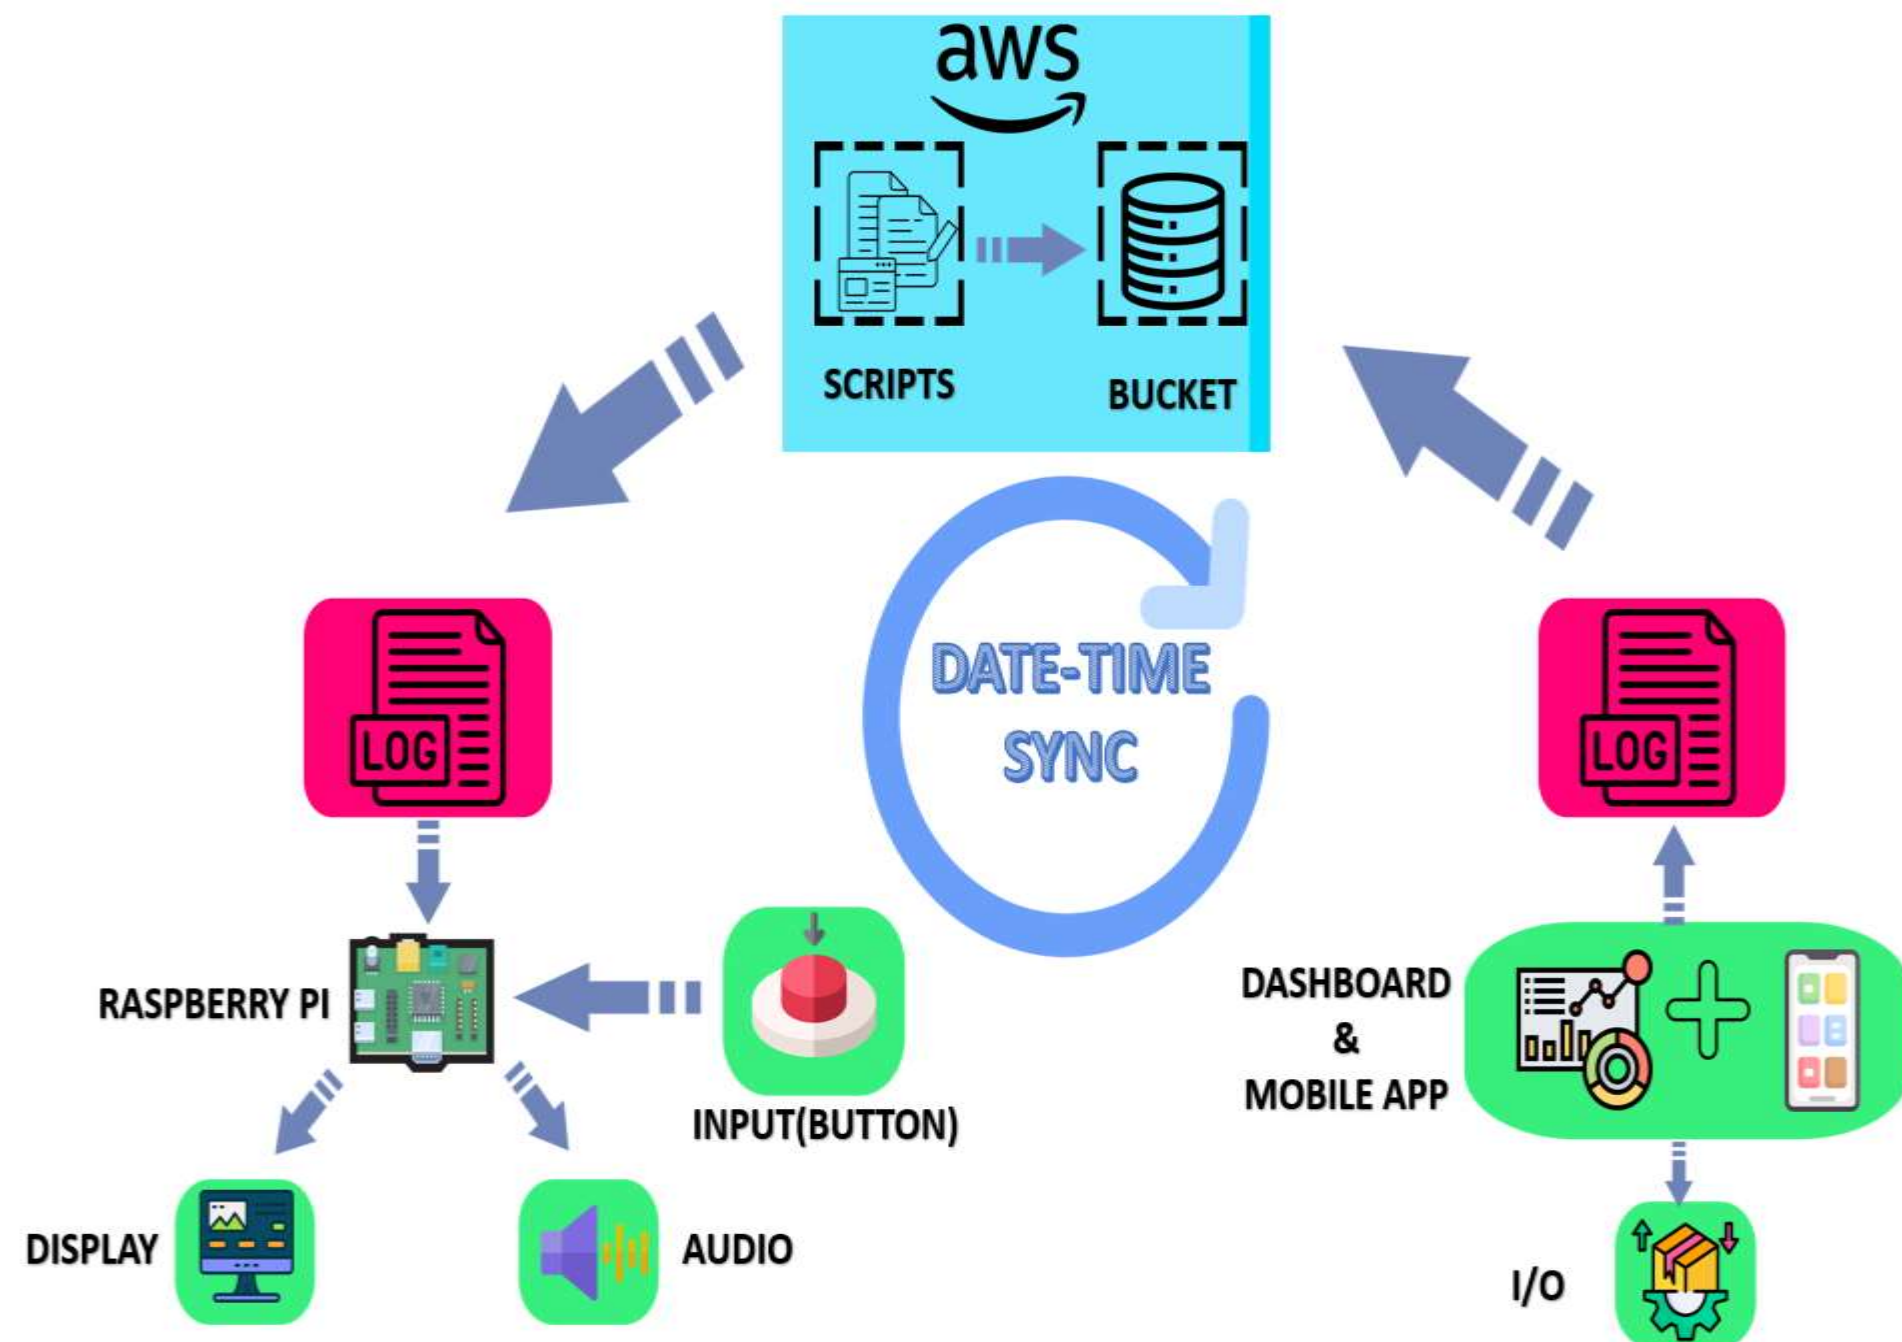 aws
SCRIPTS
BUCKET
DATE-TIME
SYNC
LOG
LOG
RASPBERRY PI
INPUT(BUTTON)
DASHBOARD
&
MOBILE APP
DISPLAY
AUDIO
I/O